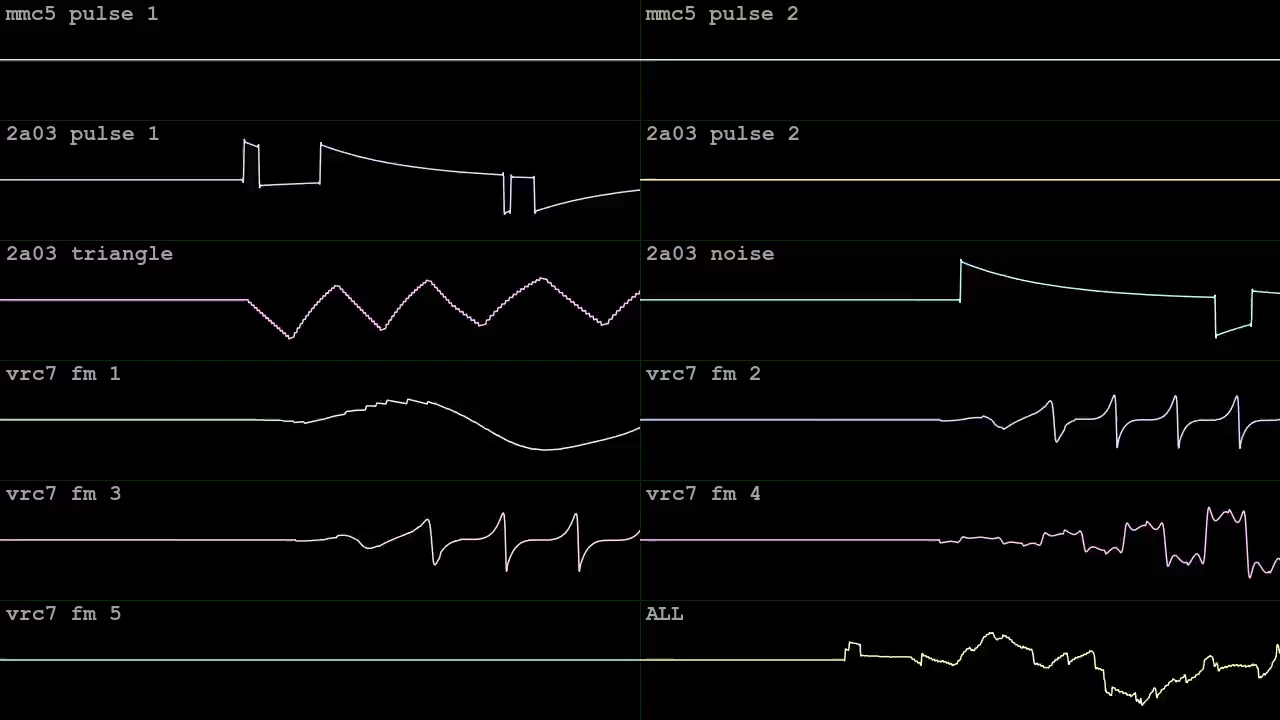 mmc5 pulse 1
mmc5 pulse 2
2a03 pulse 1
2a03 pulse 2
2a03 triangle
2a03 noise
vrc7 fm 1
vrc7 fm 2
vrc7 fm 3
vrc7 fm 4
vrc7 fm 5
ALL